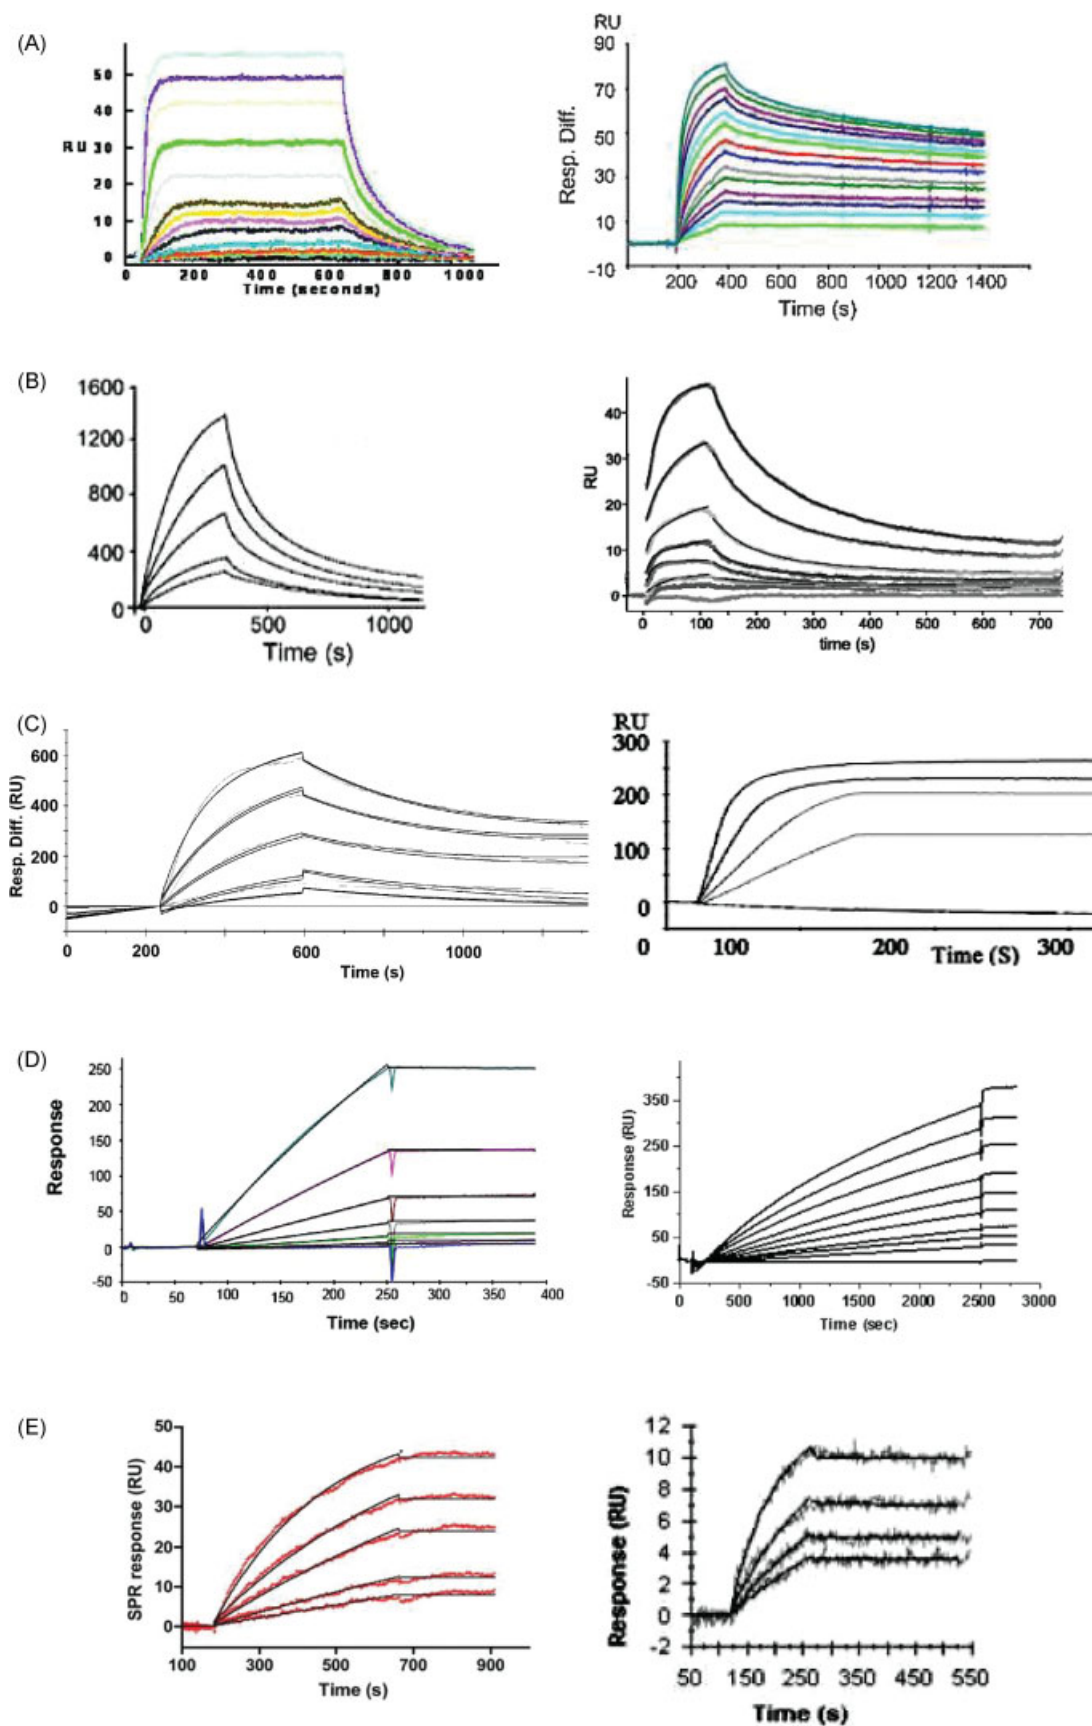 (A)
50
40
RU
30
20
10
0
0 200 400 600 800 1000
Time (seconds)
RU
90
70
50
30
10
-10
Resp. Diff.
200 400 600 800 1000 1200 1400
Time (s)
(B)
1600
1200
800
400
0
0 500 1000
Time (s)
40
30
20
10
0
RU
0 100 200 300 400 500 600 700
time (s)
(C)
600
400
200
0
Resp. Diff. (RU)
0 200 600 1000
Time (s)
RU
300
200
100
0
0 100 200 300
Time (S)
(D)
250
200
150
100
50
0
-50
Response
0 50 100 150 200 250 300 350 400
Time (sec)
350
250
150
50
-50
Response (RU)
0 500 1000 1500 2000 2500 3000
Time (sec)
(E)
50
40
30
20
10
0
SPR response (RU)
100 300 500 700 900
Time (s)
12
10
8
6
4
2
0
-2
Response (RU)
50 150 250 350 450 550
Time (s)